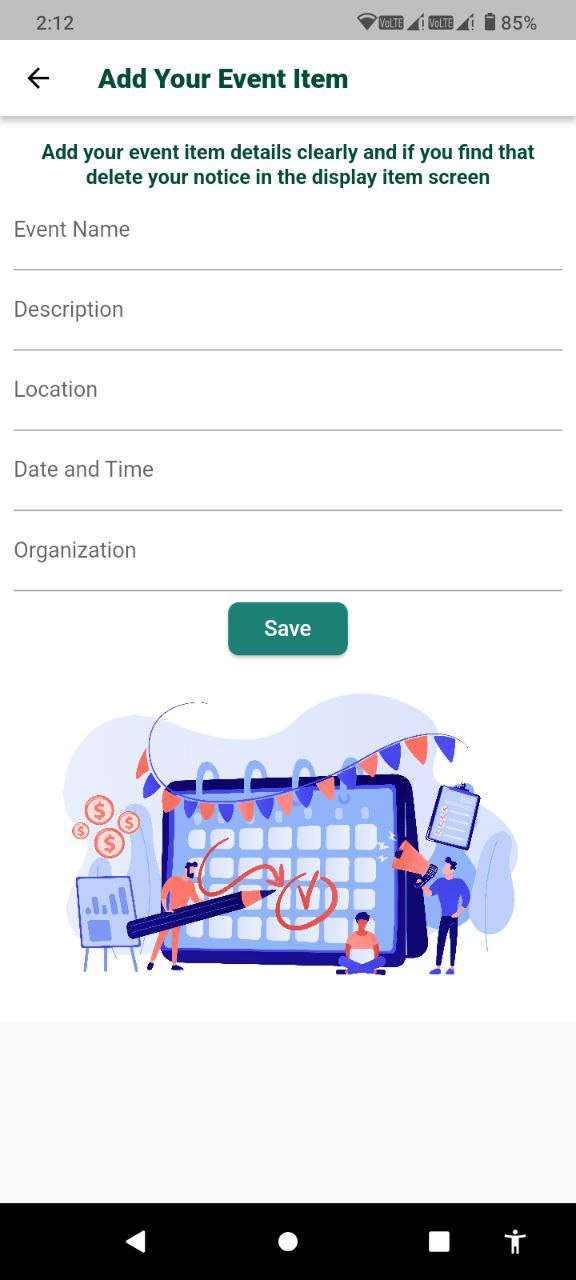 2:12 VoLTE VoLTE 85%
Add Your Event Item
Add your event item details clearly and if you find that
delete your notice in the display item screen
Event Name
Description
Location
Date and Time
Organization
Save
$
$
$
$